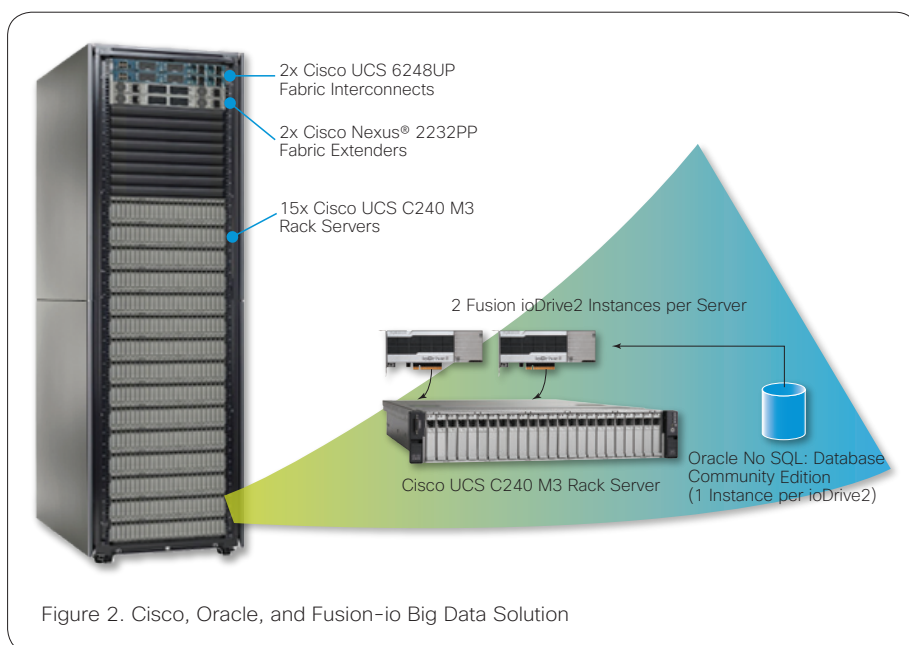 2x Cisco UCS 6248UP
Fabric Interconnects
2x Cisco Nexus® 2232PP
Fabric Extenders
15x Cisco UCS C240 M3
Rack Servers
2 Fusion ioDrive2 Instances per Server
Cisco UCS C240 M3 Rack Server
Oracle No SQL: Database
Community Edition
(1 Instance per ioDrive2)
Figure 2. Cisco, Oracle, and Fusion-io Big Data Solution